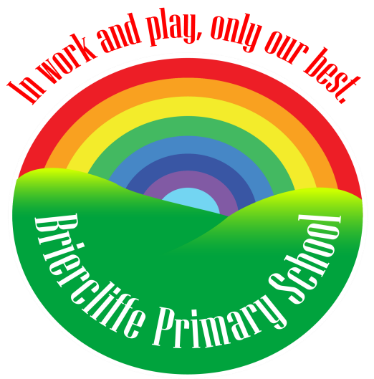 In work and play, only our best.
Briercliffe Primary School